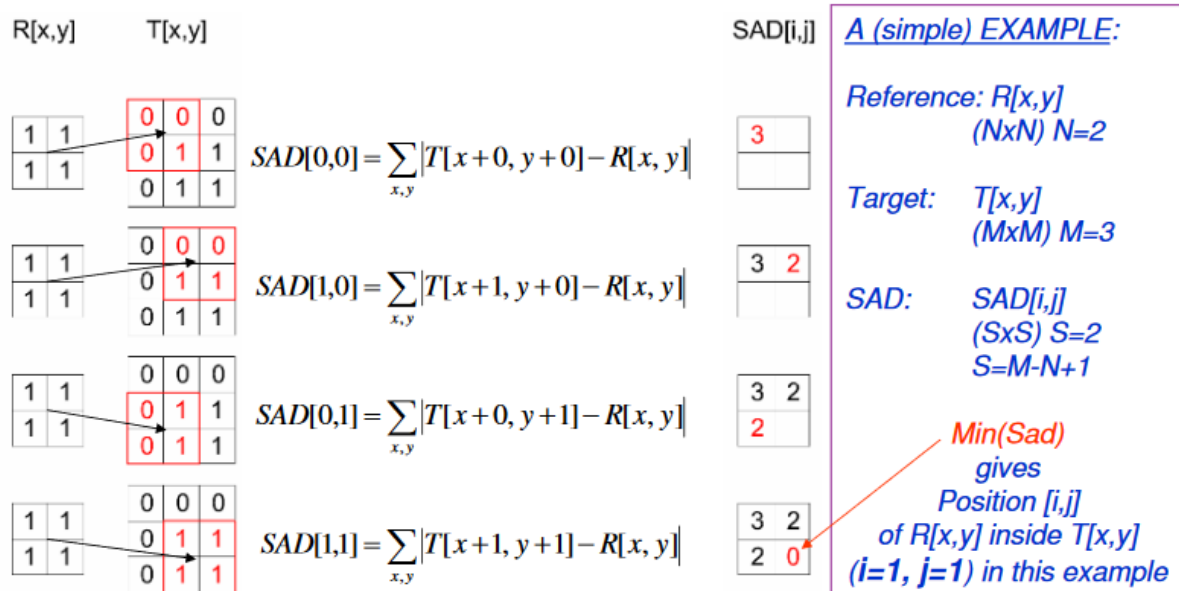 R[x,y] T[x,y] SAD[i,j]
1 1
1 1
0 0 0
0 1 1
0 1 1
SAD[0,0] = ∑x,y |T[x+0, y+0] − R[x, y]|
3
1 1
1 1
0 0 0
0 1 1
0 1 1
SAD[1,0] = ∑x,y |T[x+1, y+0] − R[x, y]|
3 2
1 1
1 1
0 0 0
0 1 1
0 1 1
SAD[0,1] = ∑x,y |T[x+0, y+1] − R[x, y]|
3 2
2
1 1
1 1
0 0 0
0 1 1
0 1 1
SAD[1,1] = ∑x,y |T[x+1, y+1] − R[x, y]|
3 2
2 0
A (simple) EXAMPLE:
Reference: R[x,y]
(NxN) N=2
Target: T[x,y]
(MxM) M=3
SAD: SAD[i,j]
(SxS) S=2
S=M-N+1
Min(Sad)
gives
Position [i,j]
of R[x,y] inside T[x,y]
(i=1, j=1) in this example